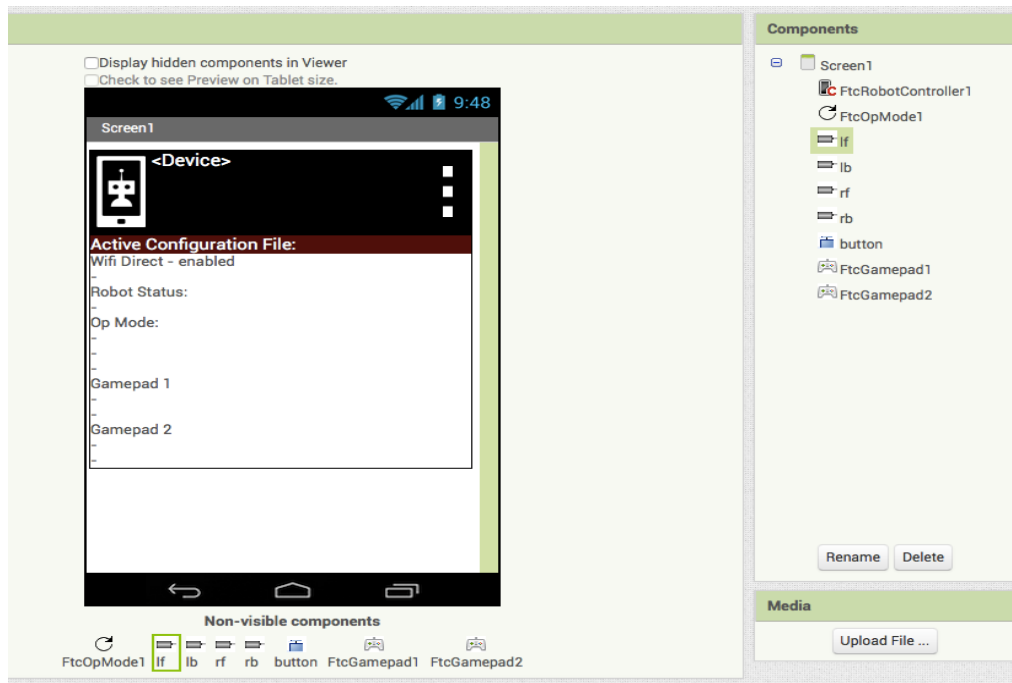 Display hidden components in Viewer
Check to see Preview on Tablet size.
9:48
Screen1
<Device>
Active Configuration File:
Wifi Direct - enabled
-
Robot Status:
-
Op Mode:
-
-
-
Gamepad 1
-
-
Gamepad 2
-
-
Non-visible components
FtcOpMode1 lf lb rf rb button FtcGamepad1 FtcGamepad2
Components
Screen1
FtcRobotController1
FtcOpMode1
lf
lb
rf
rb
button
FtcGamepad1
FtcGamepad2
Rename Delete
Media
Upload File ...